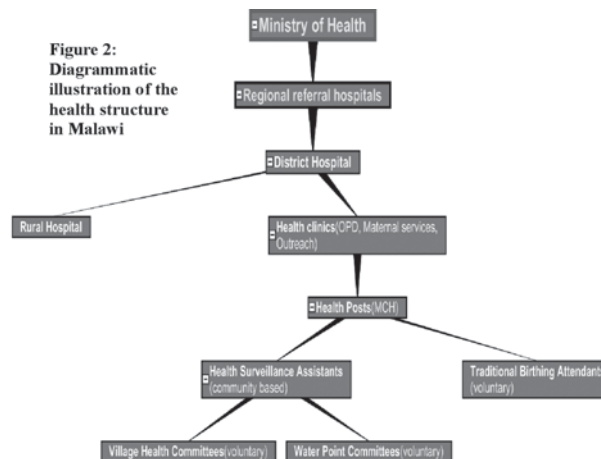 Ministry of Health
Figure 2:
Diagrammatic
illustration of the
health structure
in Malawi
Regional referral hospitals
District Hospital
Rural Hospital
Health clinics(OPD, Maternal services,
Outreach)
Health Posts(MCH)
Health Surveillance Assistants
(community based)
Traditional Birthing Attendants
(voluntary)
Village Health Committees(voluntary)
Water Point Committees(voluntary)